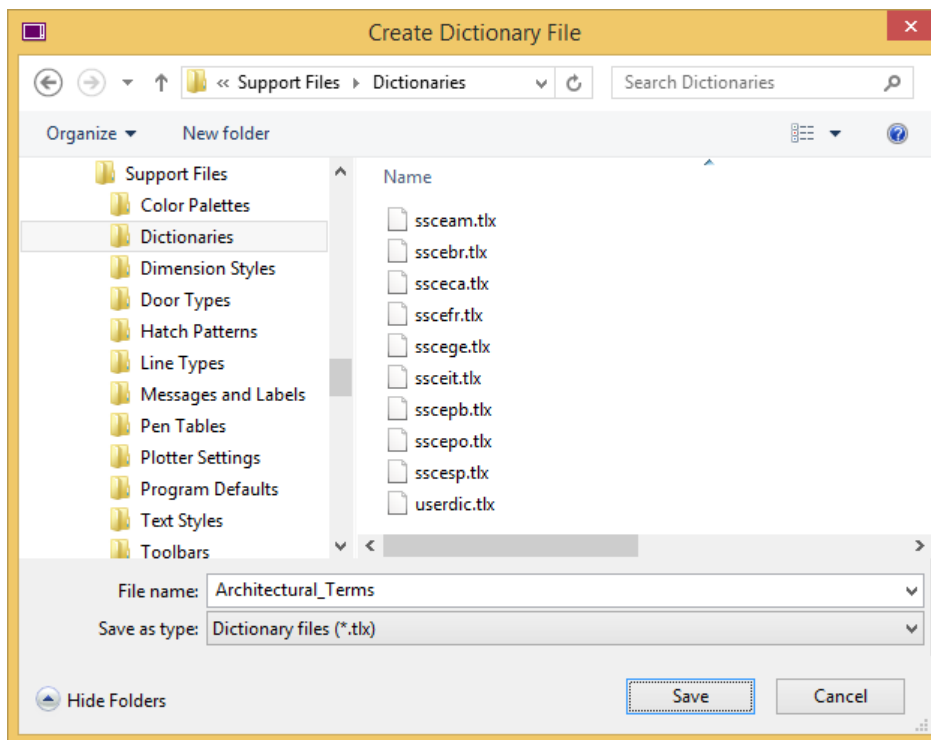 Create Dictionary File
« Support Files Dictionaries
Search Dictionaries
Organize
New folder
Support Files
Color Palettes
Dictionaries
Dimension Styles
Door Types
Hatch Patterns
Line Types
Messages and Labels
Pen Tables
Plotter Settings
Program Defaults
Text Styles
Toolbars
Name
ssceam.tlx
sscebr.tlx
ssceca.tlx
sscefr.tlx
sscege.tlx
ssceit.tlx
sscepb.tlx
sscepo.tlx
sscesp.tlx
userdic.tlx
File name: Architectural_Terms
Save as type: Dictionary files (*.tlx)
Hide Folders
Save
Cancel